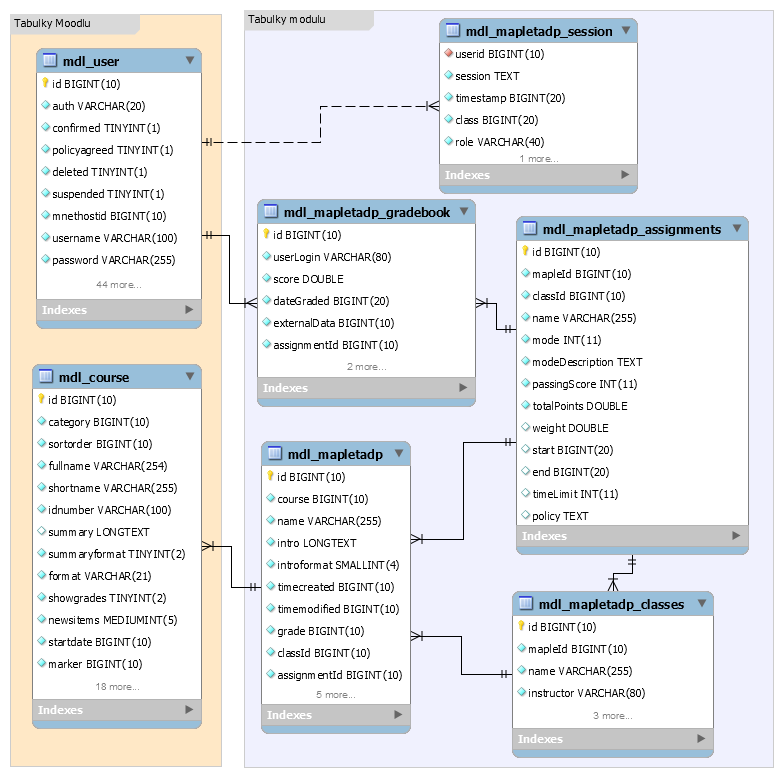 Tabulky Moodlu
mdl_user
id BIGINT(10)
auth VARCHAR(20)
confirmed TINYINT(1)
policyagreed TINYINT(1)
deleted TINYINT(1)
suspended TINYINT(1)
mnethostid BIGINT(10)
username VARCHAR(100)
password VARCHAR(255)
44 more...
Indexes
mdl_course
id BIGINT(10)
category BIGINT(10)
sortorder BIGINT(10)
fullname VARCHAR(254)
shortname VARCHAR(255)
idnumber VARCHAR(100)
summary LONGTEXT
summaryformat TINYINT(2)
format VARCHAR(21)
showgrades TINYINT(2)
newsitems MEDIUMINT(5)
startdate BIGINT(10)
marker BIGINT(10)
18 more...
Indexes
Tabulky modulu
mdl_mapletadp_session
userid BIGINT(10)
session TEXT
timestamp BIGINT(20)
class BIGINT(20)
role VARCHAR(40)
1 more...
Indexes
mdl_mapletadp_gradebook
id BIGINT(10)
userLogin VARCHAR(80)
score DOUBLE
dateGraded BIGINT(20)
externalData BIGINT(10)
assignmentId BIGINT(10)
2 more...
Indexes
mdl_mapletadp_assignments
id BIGINT(10)
mapleId BIGINT(10)
classId BIGINT(10)
name VARCHAR(255)
mode INT(11)
modeDescription TEXT
passingScore INT(11)
totalPoints DOUBLE
weight DOUBLE
start BIGINT(20)
end BIGINT(20)
timeLimit INT(11)
policy TEXT
Indexes
mdl_mapletadp
id BIGINT(10)
course BIGINT(10)
name VARCHAR(255)
intro LONGTEXT
introformat SMALLINT(4)
timecreated BIGINT(10)
timemodified BIGINT(10)
grade BIGINT(10)
classId BIGINT(10)
assignmentId BIGINT(10)
5 more...
Indexes
mdl_mapletadp_classes
id BIGINT(10)
mapleId BIGINT(10)
name VARCHAR(255)
instructor VARCHAR(80)
3 more...
Indexes